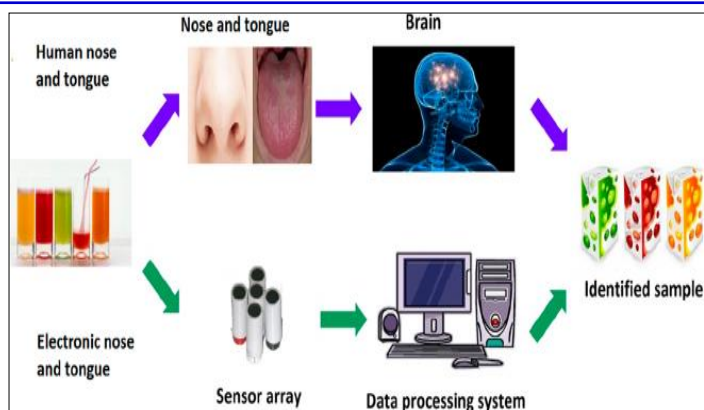 Human nose
and tongue
Nose and tongue
Brain
Identified sample
Electronic nose
and tongue
Sensor array
Data processing system